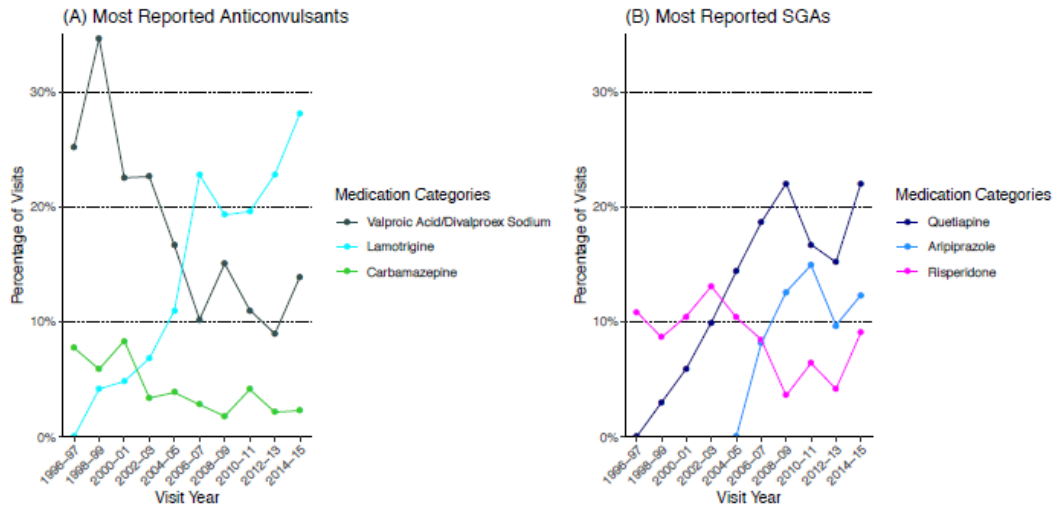 (A) Most Reported Anticonvulsants
30%
20%
10%
0%
Percentage of Visits
1996–97
1998–99
2000–01
2002–03
2004–05
2006–07
2008–09
2010–11
2012–13
2014–15
Visit Year
Medication Categories
Valproic Acid/Divalproex Sodium
Lamotrigine
Carbamazepine
(B) Most Reported SGAs
30%
20%
10%
0%
Percentage of Visits
1996–97
1998–99
2000–01
2002–03
2004–05
2006–07
2008–09
2010–11
2012–13
2014–15
Visit Year
Medication Categories
Quetiapine
Aripiprazole
Risperidone